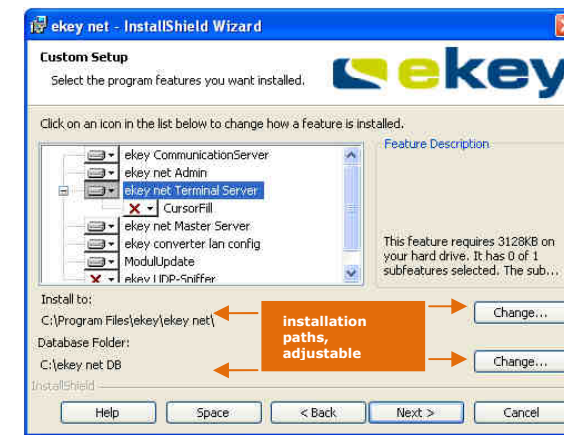 ekey net - InstallShield Wizard
Custom Setup
Select the program features you want installed.
ekey
Click on an icon in the list below to change how a feature is installed.
Feature Description
ekey CommunicationServer
ekey net Admin
ekey net Terminal Server
CursorFill
ekey net Master Server
ekey converter lan config
ModulUpdate
ekey UDP-Sniffer
This feature requires 3128KB on
your hard drive. It has 0 of 1
subfeatures selected. The sub...
Install to:
C:\Program Files\ekey\ekey net\
installation
paths,
adjustable
Change...
Database Folder:
C:\ekey net DB
Change...
InstallShield
Help
Space
< Back
Next >
Cancel